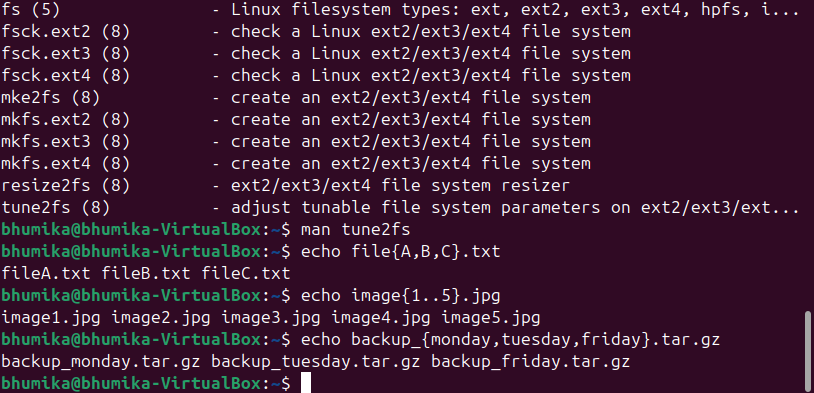 fs (5)               - Linux filesystem types: ext, ext2, ext3, ext4, hpfs, i...
fsck.ext2 (8)        - check a Linux ext2/ext3/ext4 file system
fsck.ext3 (8)        - check a Linux ext2/ext3/ext4 file system
fsck.ext4 (8)        - check a Linux ext2/ext3/ext4 file system
mke2fs (8)           - create an ext2/ext3/ext4 file system
mkfs.ext2 (8)        - create an ext2/ext3/ext4 file system
mkfs.ext3 (8)        - create an ext2/ext3/ext4 file system
mkfs.ext4 (8)        - create an ext2/ext3/ext4 file system
resize2fs (8)        - ext2/ext3/ext4 file system resizer
tune2fs (8)          - adjust tunable file system parameters on ext2/ext3/ext...
bhumika@bhumika-VirtualBox:~$ man tune2fs
bhumika@bhumika-VirtualBox:~$ echo file{A,B,C}.txt
fileA.txt fileB.txt fileC.txt
bhumika@bhumika-VirtualBox:~$ echo image{1..5}.jpg
image1.jpg image2.jpg image3.jpg image4.jpg image5.jpg
bhumika@bhumika-VirtualBox:~$ echo backup_{monday,tuesday,friday}.tar.gz
backup_monday.tar.gz backup_tuesday.tar.gz backup_friday.tar.gz
bhumika@bhumika-VirtualBox:~$